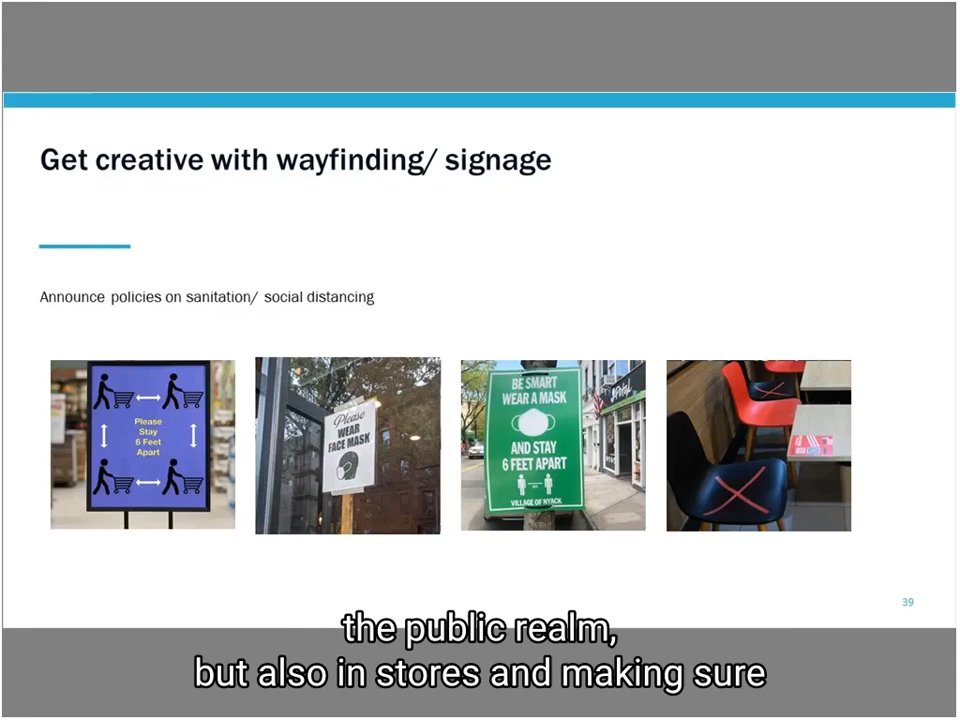 Get creative with wayfinding/ signage
Announce policies on sanitation/ social distancing
Please
Stay
6 Feet
Apart
Please
WEAR
FACE MASK
BE SMART
WEAR A MASK
AND STAY
6 FEET APART
VILLAGE OF NYACK
39
the public realm,
but also in stores and making sure